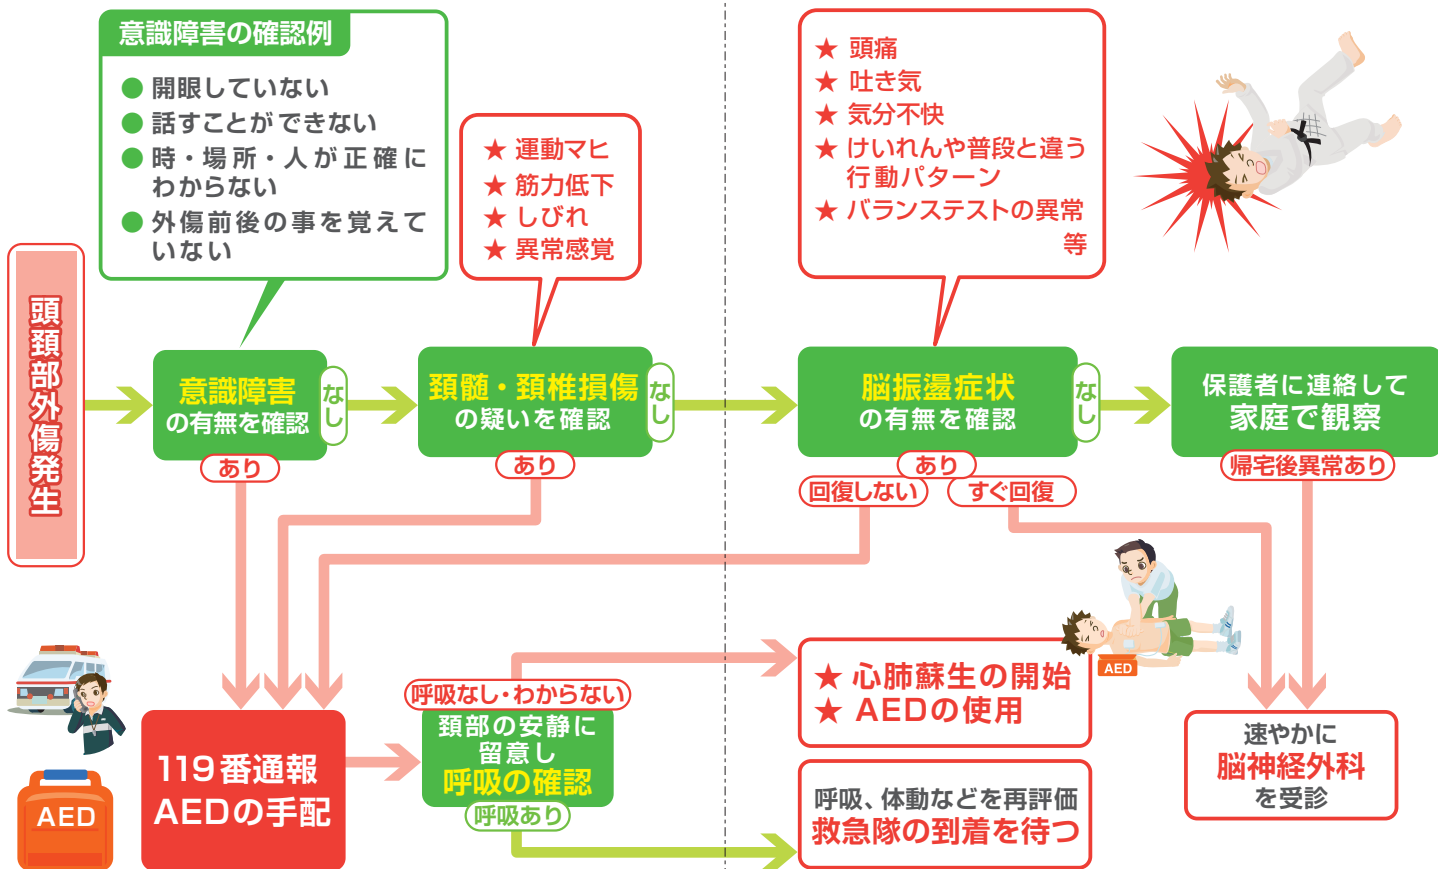 意識障害の確認例
● 開眼していない
● 話すことができない
● 時・場所・人が正確に
わからない
● 外傷前後の事を覚えて
いない
★ 運動マヒ
★ 筋力低下
★ しびれ
★ 異常感覚
★ 頭痛
★ 吐き気
★ 気分不快
★ けいれんや普段と違う
行動パターン
★ バランステストの異常
等
頭頚部外傷発生
意識障害
の有無を確認
なし
あり
頚髄・頚椎損傷
の疑いを確認
なし
あり
脳振盪症状
の有無を確認
なし
あり
回復しない
すぐ回復
保護者に連絡して
家庭で観察
帰宅後異常あり
119番通報
AEDの手配
AED
呼吸なし・わからない
頚部の安静に
留意し
呼吸の確認
呼吸あり
★ 心肺蘇生の開始
★ AEDの使用
AED
呼吸、体動などを再評価
救急隊の到着を待つ
速やかに
脳神経外科
を受診